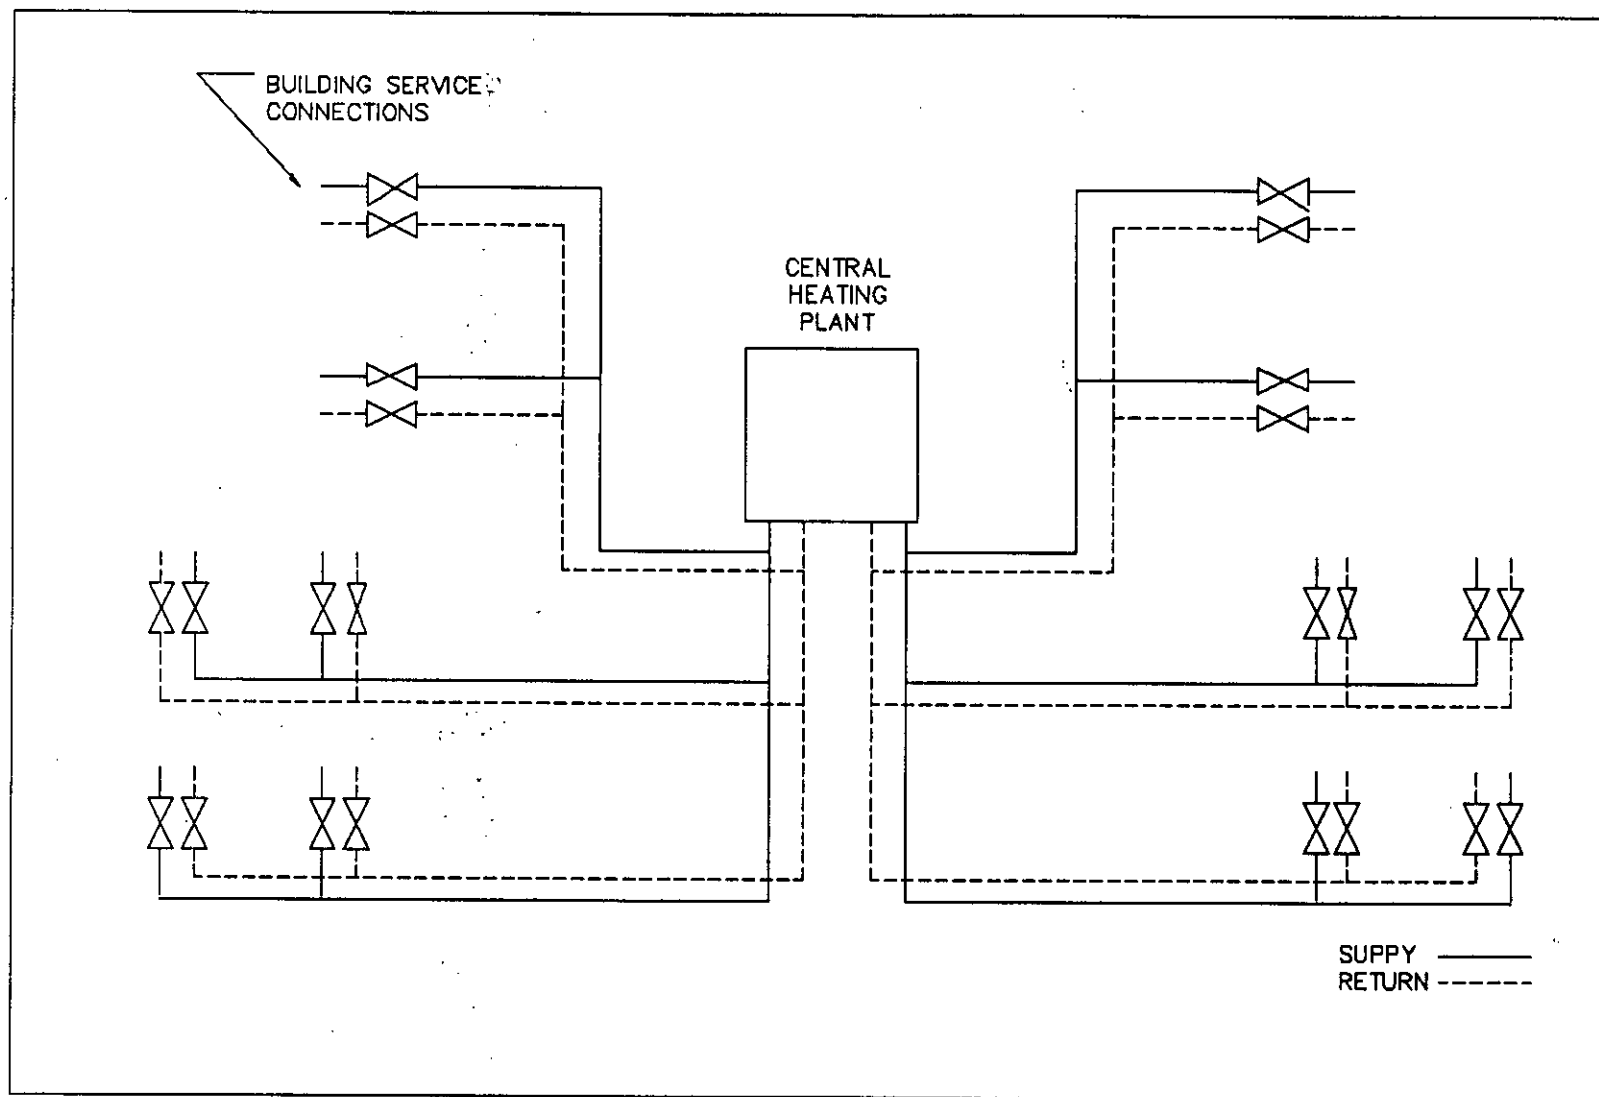 BUILDING SERVICE
CONNECTIONS
CENTRAL
HEATING
PLANT
SUPPY
RETURN